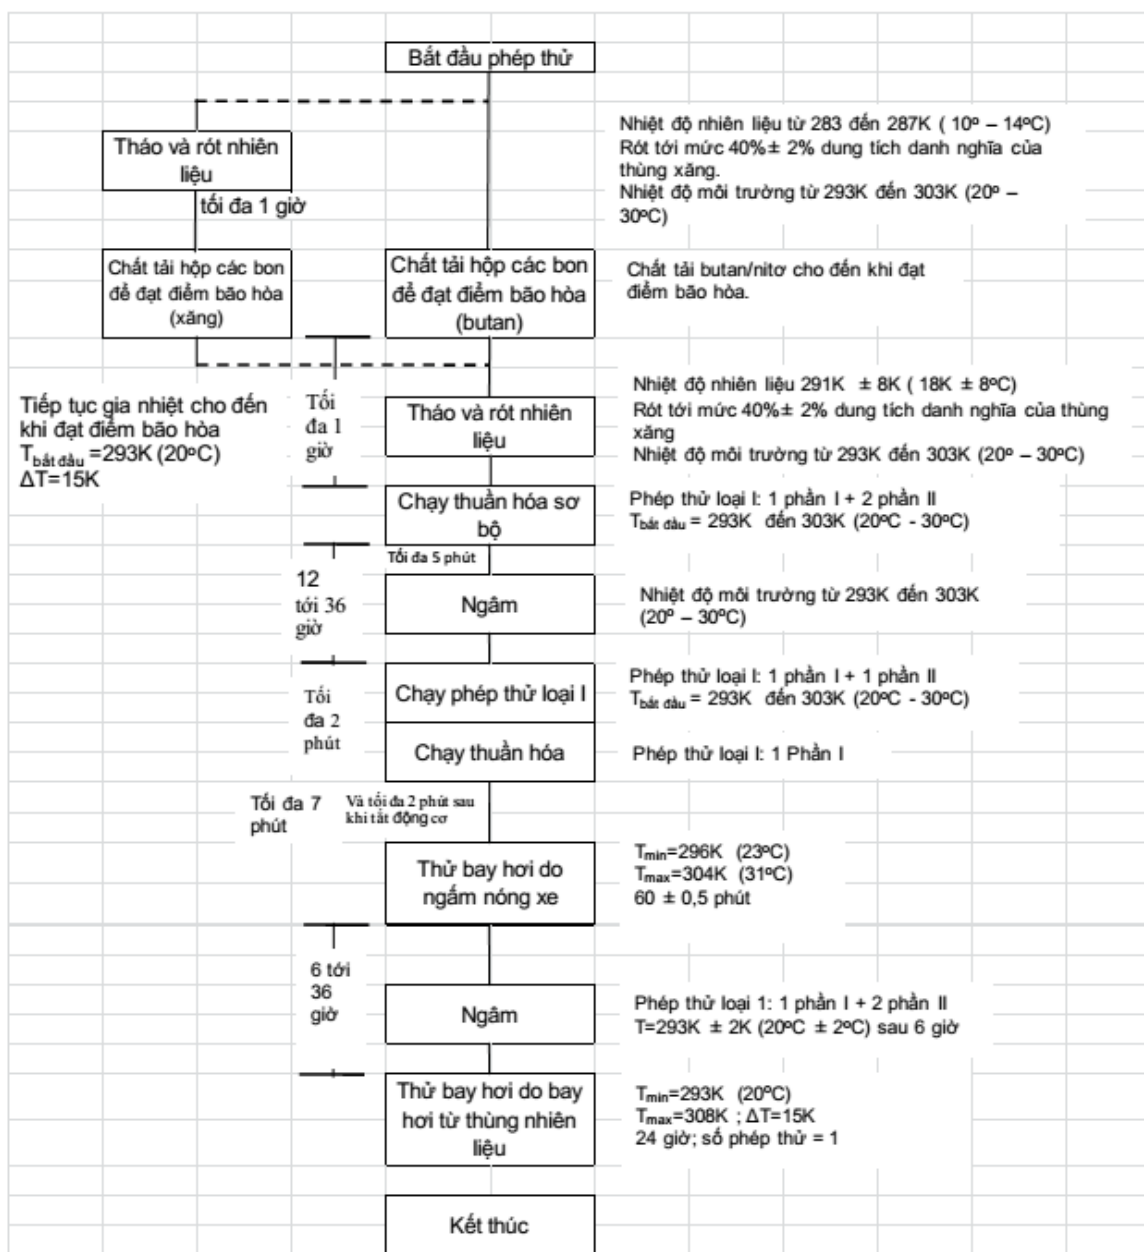 Bắt đầu phép thử
Tháo và rót nhiên
liệu
Nhiệt độ nhiên liệu từ 283 đến 287K ( 10º – 14ºC)
Rót tới mức 40%± 2% dung tích danh nghĩa của
thùng xăng.
Nhiệt độ môi trường từ 293K đến 303K (20º –
30ºC)
tối đa 1 giờ
Chất tải hộp các bon
để đạt điểm bão hòa
(xăng)
Chất tải hộp các bon
để đạt điểm bão hòa
(butan)
Chất tải butan/nitơ cho đến khi đạt
điểm bão hòa.
Tiếp tục gia nhiệt cho đến
khi đạt điểm bão hòa
Tbắt đầu =293K (20ºC)
ΔT=15K
Tối
đa 1
giờ
Tháo và rót nhiên
liệu
Nhiệt độ nhiên liệu 291K ± 8K ( 18K ± 8ºC)
Rót tới mức 40%± 2% dung tích danh nghĩa của thùng
xăng
Nhiệt độ môi trường từ 293K đến 303K (20º – 30ºC)
Chạy thuần hóa sơ
bộ
Phép thử loại I: 1 phần I + 2 phần II
Tbắt đầu = 293K đến 303K (20ºC - 30ºC)
Tối đa 5 phút
12
tới 36
giờ
Ngâm
Nhiệt độ môi trường từ 293K đến 303K
(20º – 30ºC)
Tối
đa 2
phút
Chạy phép thử loại I
Phép thử loại I: 1 phần I + 1 phần II
Tbắt đầu = 293K đến 303K (20ºC - 30ºC)
Chạy thuần hóa
Phép thử loại I: 1 Phần I
Tối đa 7
phút
Và tối đa 2 phút sau
khi tắt động cơ
Thử bay hơi do
ngấm nóng xe
Tmin=296K (23ºC)
Tmax=304K (31ºC)
60 ± 0,5 phút
6 tới
36
giờ
Ngâm
Phép thử loại 1: 1 phần I + 2 phần II
T=293K ± 2K (20ºC ± 2ºC) sau 6 giờ
Thử bay hơi do bay
hơi từ thùng nhiên
liệu
Tmin=293K (20ºC)
Tmax=308K ; ΔT=15K
24 giờ; số phép thử = 1
Kết thúc